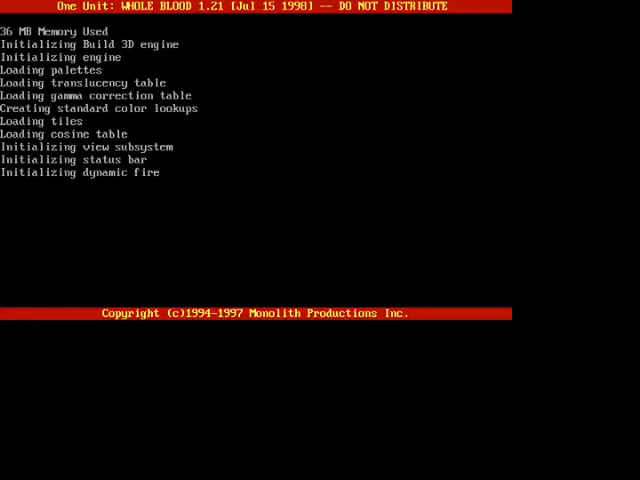 One Unit: WHOLE BLOOD 1.21 [Jul 15 1998] -- DO NOT DISTRIBUTE
36 MB Memory Used
Initializing Build 3D engine
Initializing engine
Loading palettes
Loading translucency table
Loading gamma correction table
Creating standard color lookups
Loading tiles
Loading cosine table
Initializing view subsystem
Initializing status bar
Initializing dynamic fire
Copyright (c)1994-1997 Monolith Productions Inc.